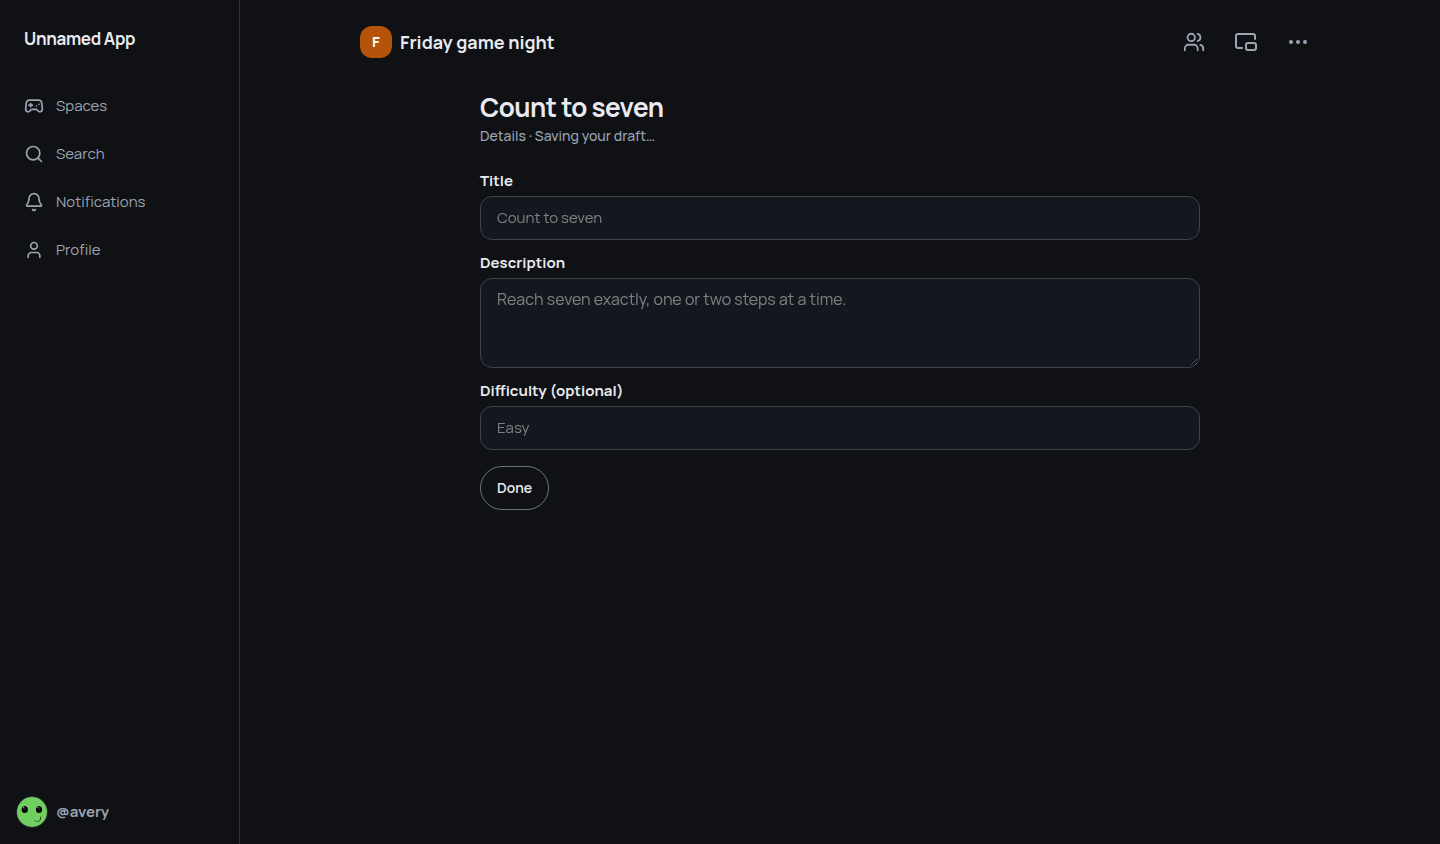 Unnamed App
Spaces
Search
Notifications
Profile
@avery
F
Friday game night
Count to seven
Details · Saving your draft…
Title
Count to seven
Description
Reach seven exactly, one or two steps at a time.
Difficulty (optional)
Easy
Done